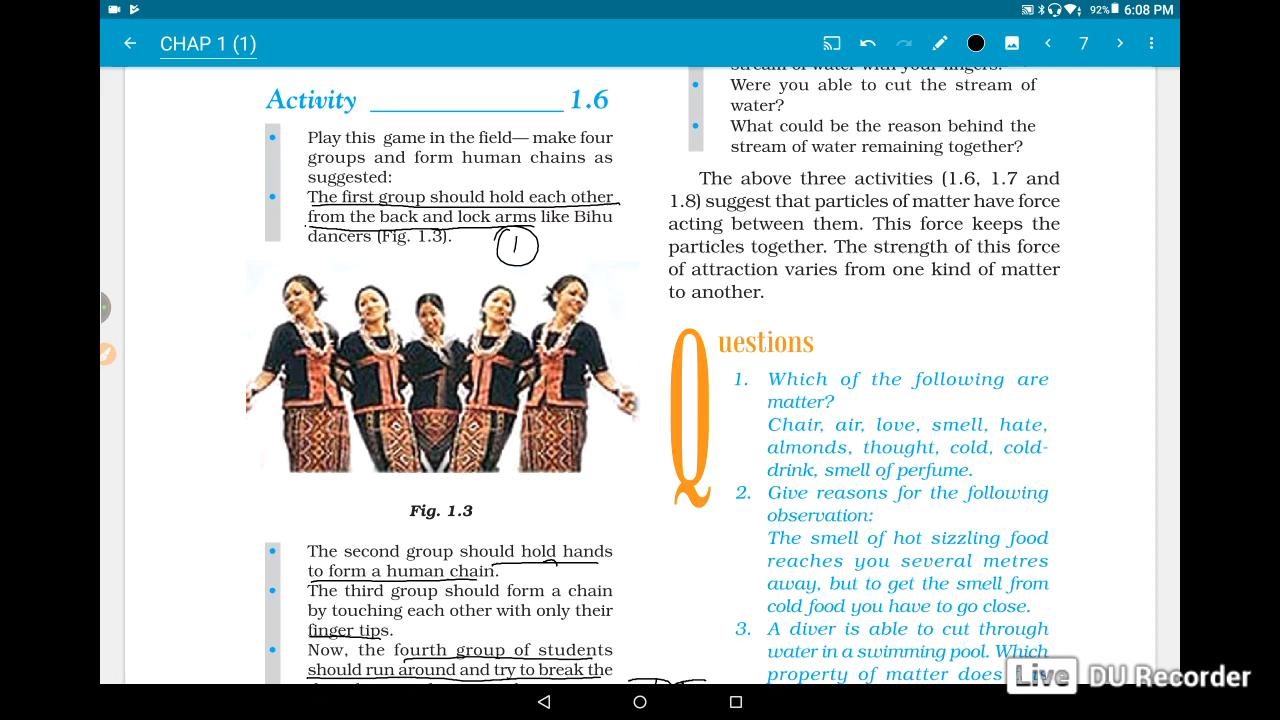 92% 6:08 PM
CHAP 1 (1)
7
Activity ______________ 1.6
• Play this game in the field— make four
groups and form human chains as
suggested:
• The first group should hold each other
from the back and lock arms like Bihu
dancers (Fig. 1.3).
1
Fig. 1.3
• The second group should hold hands
to form a human chain.
• The third group should form a chain
by touching each other with only their
finger tips.
• Now, the fourth group of students
should run around and try to break the
stream of water with your fingers.
• Were you able to cut the stream of
water?
• What could be the reason behind the
stream of water remaining together?
The above three activities (1.6, 1.7 and
1.8) suggest that particles of matter have force
acting between them. This force keeps the
particles together. The strength of this force
of attraction varies from one kind of matter
to another.
Questions
1. Which of the following are
matter?
Chair, air, love, smell, hate,
almonds, thought, cold, cold-
drink, smell of perfume.
2. Give reasons for the following
observation:
The smell of hot sizzling food
reaches you several metres
away, but to get the smell from
cold food you have to go close.
3. A diver is able to cut through
water in a swimming pool. Which
property of matter does
Live DU Recorder